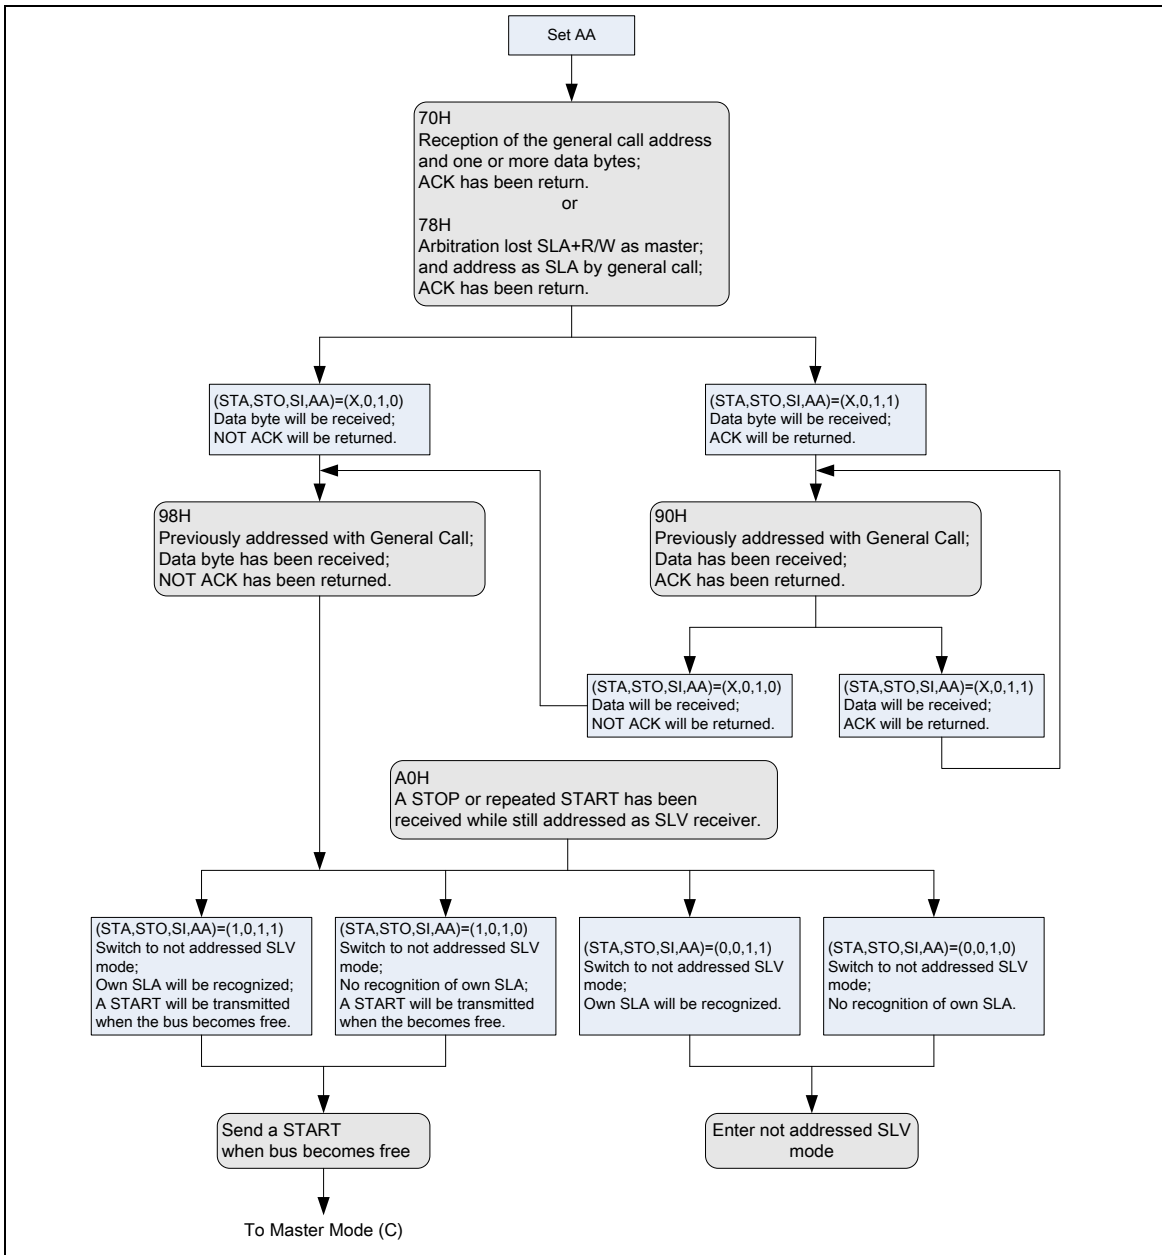 Set AA
70H
Reception of the general call address
and one or more data bytes;
ACK has been return.
or
78H
Arbitration lost SLA+R/W as master;
and address as SLA by general call;
ACK has been return.
(STA,STO,SI,AA)=(X,0,1,0)
Data byte will be received;
NOT ACK will be returned.
(STA,STO,SI,AA)=(X,0,1,1)
Data byte will be received;
ACK will be returned.
98H
Previously addressed with General Call;
Data byte has been received;
NOT ACK has been returned.
90H
Previously addressed with General Call;
Data has been received;
ACK has been returned.
(STA,STO,SI,AA)=(X,0,1,0)
Data will be received;
NOT ACK will be returned.
(STA,STO,SI,AA)=(X,0,1,1)
Data will be received;
ACK will be returned.
A0H
A STOP or repeated START has been
received while still addressed as SLV receiver.
(STA,STO,SI,AA)=(1,0,1,1)
Switch to not addressed SLV
mode;
Own SLA will be recognized;
A START will be transmitted
when the bus becomes free.
(STA,STO,SI,AA)=(1,0,1,0)
Switch to not addressed SLV
mode;
No recognition of own SLA;
A START will be transmitted
when the becomes free.
(STA,STO,SI,AA)=(0,0,1,1)
Switch to not addressed SLV
mode;
Own SLA will be recognized.
(STA,STO,SI,AA)=(0,0,1,0)
Switch to not addressed SLV
mode;
No recognition of own SLA.
Send a START
when bus becomes free
Enter not addressed SLV
mode
To Master Mode (C)